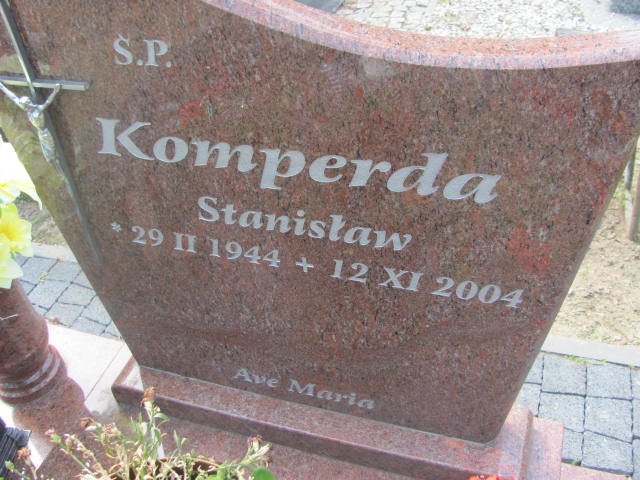 Ś.P.
Komperda
Stanisław
* 29 II 1944 + 12 XI 2004
Ave Maria